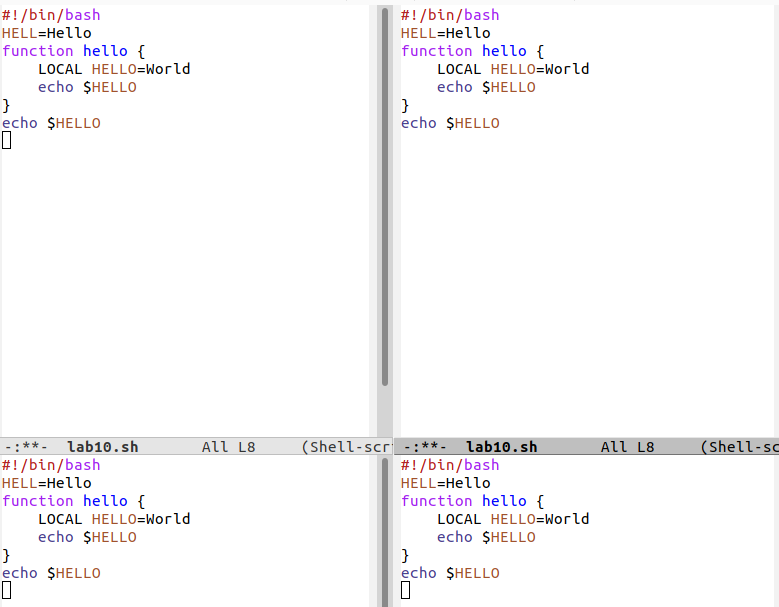 #!/bin/bash
HELL=Hello
function hello {
    LOCAL HELLO=World
    echo $HELLO
}
echo $HELLO
-:**-  lab10.sh       All L8     (Shell-scr
#!/bin/bash
HELL=Hello
function hello {
    LOCAL HELLO=World
    echo $HELLO
}
echo $HELLO
-:**-  lab10.sh       All L8     (Shell-sc
#!/bin/bash
HELL=Hello
function hello {
    LOCAL HELLO=World
    echo $HELLO
}
echo $HELLO
#!/bin/bash
HELL=Hello
function hello {
    LOCAL HELLO=World
    echo $HELLO
}
echo $HELLO